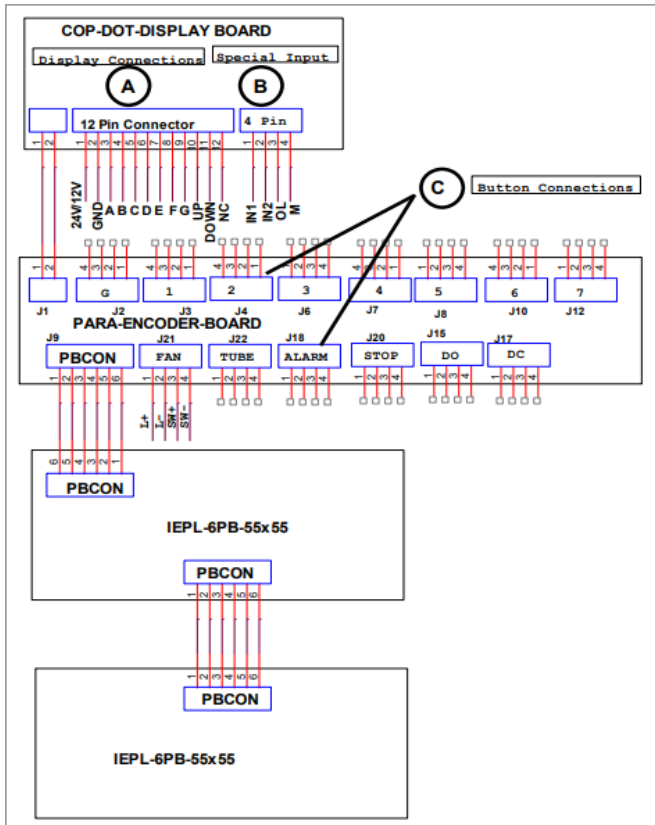 COP-DOT-DISPLAY BOARD
Display Connections
Special Input
A
B
12 Pin Connector
4 Pin
1 2
1 2 3 4 5 6 7 8 9 10 11 12
1 2 3 4
24V/12V
GND
A
B
C
D
E
F
G
UP
DOWN
NC
IN1
IN2
OL
M
C
Button Connections
1 2
4 3 2 1
4 3 2 1
4 3 2 1
1 2 3 4
4 3 2 1
1 2 3 4
4 3 2 1
1 2 3 4
G
1
2
3
4
5
6
7
J1
J2
J3
J4
J6
J7
J8
J10
J12
PARA-ENCODER-BOARD
J9
J21
J22
J18
J20
J15
J17
PBCON
FAN
TUBE
ALARM
STOP
DO
DC
1 2 3 4 5 6
1 2 3 4
1 2 3 4
1 2 3 4
1 2 3 4
1 2 3 4
1 2 3 4
L+
L-
SW+
SW-
6 5 4 3 2 1
PBCON
IEPL-6PB-55x55
PBCON
1 2 3 4 5 6
1 2 3 4 5 6
PBCON
IEPL-6PB-55x55